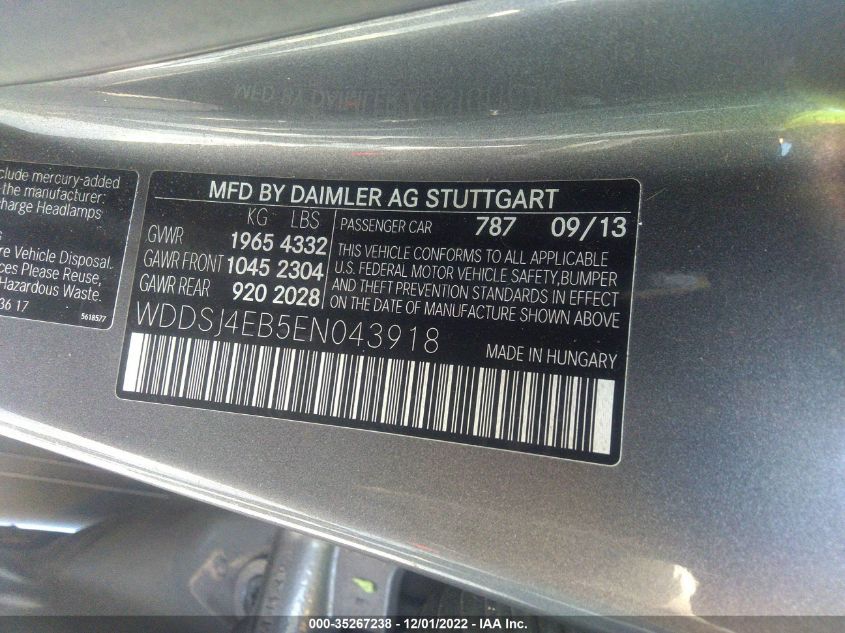 clude mercury-added
the manufacturer:
charge Headlamps
re Vehicle Disposal.
ces Please Reuse,
Hazardous Waste.
36 17
5618577
MFD BY DAIMLER AG STUTTGART
KG LBS
GVWR 1965 4332
GAWR FRONT 1045 2304
GAWR REAR 920 2028
PASSENGER CAR 787 09/13
THIS VEHICLE CONFORMS TO ALL APPLICABLE
U.S. FEDERAL MOTOR VEHICLE SAFETY,BUMPER
AND THEFT PREVENTION STANDARDS IN EFFECT
ON THE DATE OF MANUFACTURE SHOWN ABOVE
WDDSJ4EB5EN043918
MADE IN HUNGARY
000-35267238 - 12/01/2022 - IAA Inc.